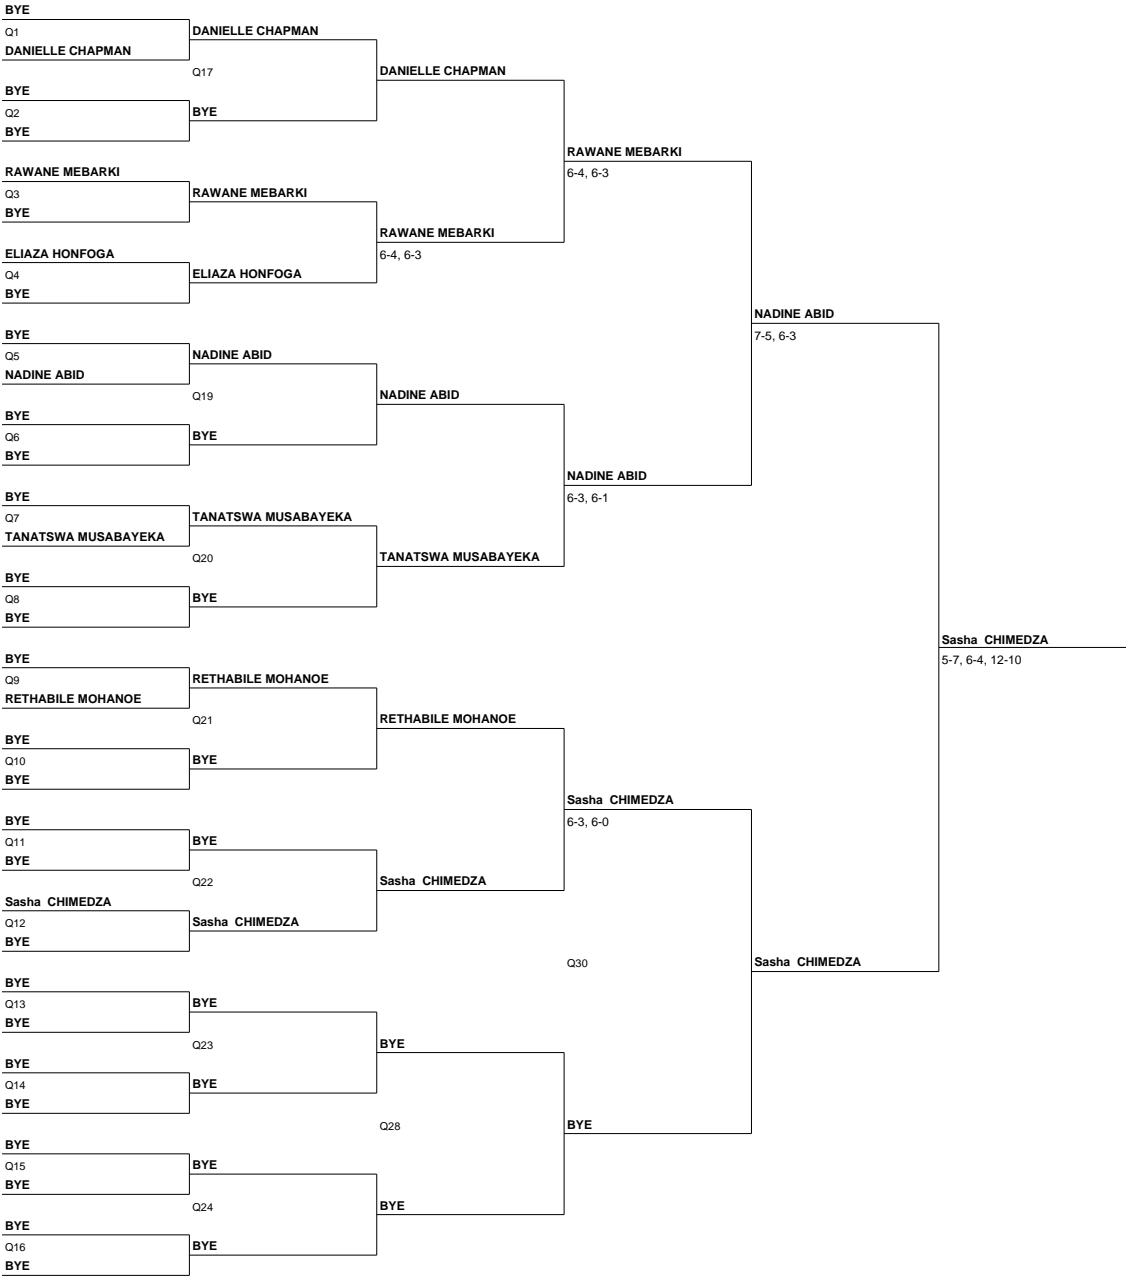 BYE
Q1
DANIELLE CHAPMAN
BYE
Q2
BYE
RAWANE MEBARKI
Q3
BYE
ELIAZA HONFOGA
Q4
BYE
BYE
Q5
NADINE ABID
BYE
Q6
BYE
BYE
Q7
TANATSWA MUSABAYEKA
BYE
Q8
BYE
BYE
Q9
RETHABILE MOHANOE
BYE
Q10
BYE
BYE
Q11
BYE
Sasha CHIMEDZA
Q12
BYE
BYE
Q13
BYE
BYE
Q14
BYE
BYE
Q15
BYE
BYE
Q16
BYE
DANIELLE CHAPMAN
Q17
BYE
RAWANE MEBARKI
ELIAZA HONFOGA
NADINE ABID
Q19
BYE
TANATSWA MUSABAYEKA
Q20
BYE
RETHABILE MOHANOE
Q21
BYE
BYE
Q22
Sasha CHIMEDZA
BYE
Q23
BYE
BYE
Q24
BYE
DANIELLE CHAPMAN
RAWANE MEBARKI
6-4, 6-3
NADINE ABID
TANATSWA MUSABAYEKA
RETHABILE MOHANOE
Sasha CHIMEDZA
BYE
Q28
BYE
RAWANE MEBARKI
6-4, 6-3
NADINE ABID
6-3, 6-1
Sasha CHIMEDZA
6-3, 6-0
Q30
BYE
NADINE ABID
7-5, 6-3
Sasha CHIMEDZA
Sasha CHIMEDZA
5-7, 6-4, 12-10